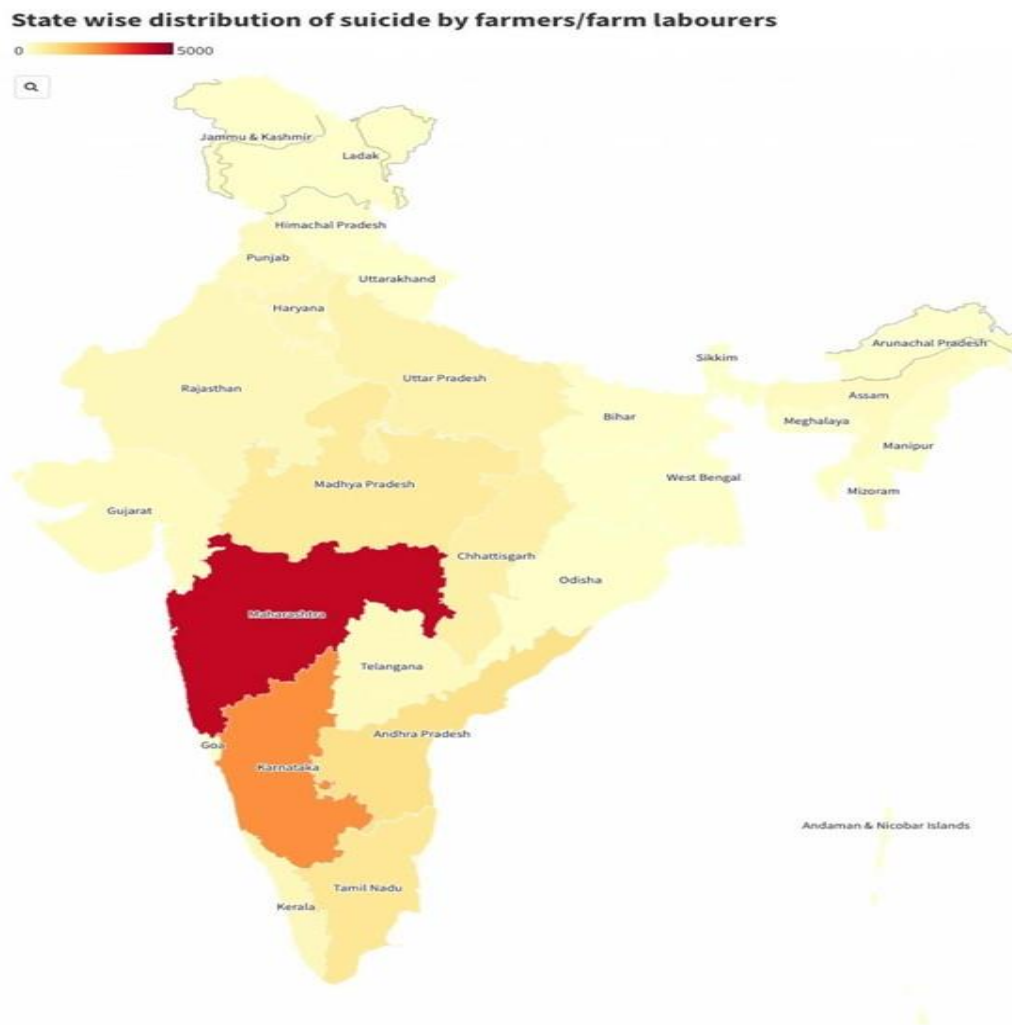 State wise distribution of suicide by farmers/farm labourers
0 5000
Jammu & Kashmir
Ladak
Himachal Pradesh
Punjab
Uttarakhand
Haryana
Arunachal Pradesh
Sikkim
Uttar Pradesh
Rajasthan
Assam
Bihar
Meghalaya
Manipur
West Bengal
Madhya Pradesh
Mizoram
Gujarat
Chhattisgarh
Odisha
Maharashtra
Telangana
Andhra Pradesh
Goa
Karnataka
Andaman & Nicobar Islands
Tamil Nadu
Kerala